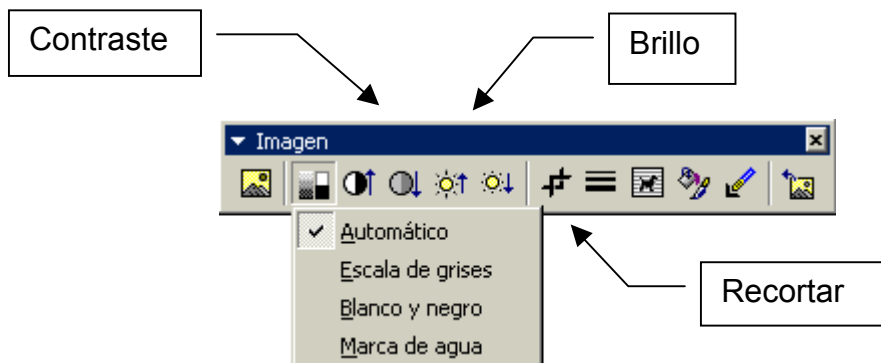 Contraste
Brillo
Imagen
Automático
Escala de grises
Blanco y negro
Marca de agua
Recortar